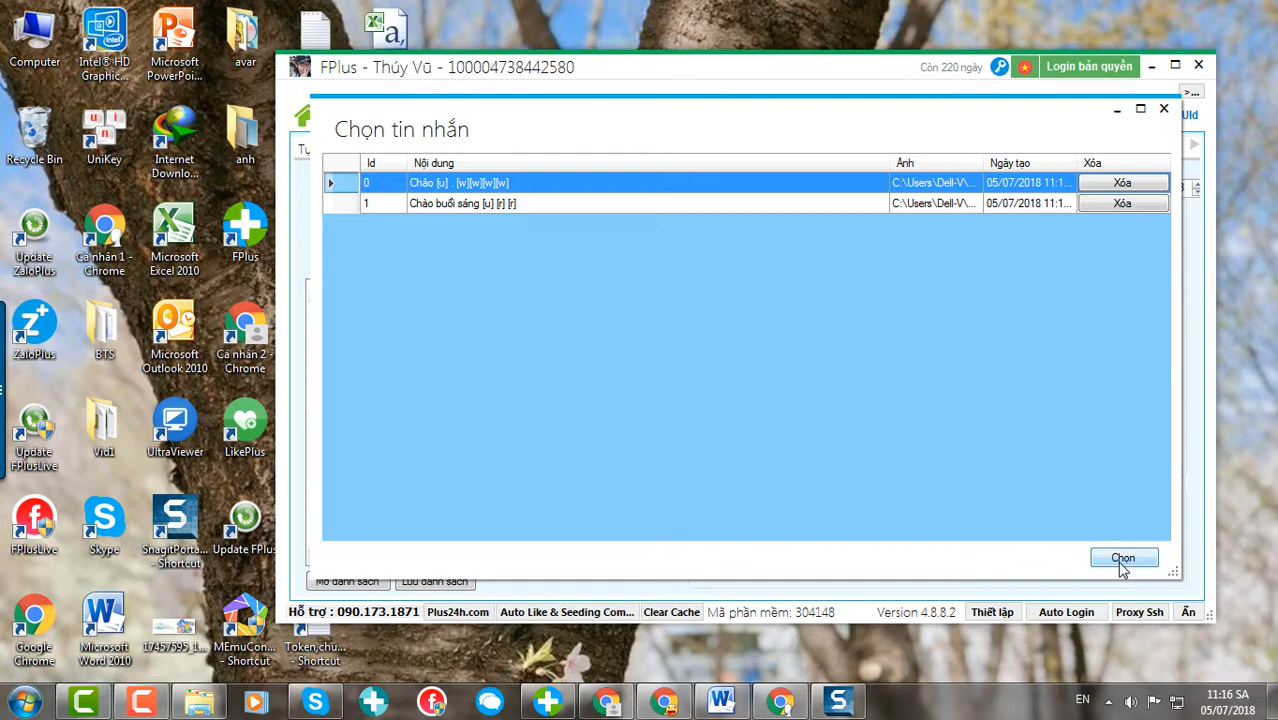 Computer
Intel® HD
Graphic...
Microsoft
PowerPoi...
avar
FPlus - Thúy Vũ - 100004738442580
Còn 220 ngày
Login bản quyền
>...
UId
Chọn tin nhắn
Id
Nội dung
Ảnh
Ngày tạo
Xóa
0
Chào [u] . [w][w][w][w]
C:\Users\Dell-V\...
05/07/2018 11:1...
Xóa
1
Chào buổi sáng [u] [r] [r]
C:\Users\Dell-V\...
05/07/2018 11:1...
Xóa
Recycle Bin
UniKey
Internet
Downlo...
anh
Update
ZaloPlus
Cá nhân 1 -
Chrome
Microsoft
Excel 2010
FPlus
ZaloPlus
BTS
Microsoft
Outlook 2010
Cá nhân 2 -
Chrome
Update
FPlusLive
Vid1
UltraViewer
LikePlus
FPlusLive
Skype
SnagitPorta...
- Shortcut
Update FPlus
Chọn
Mở danh sách
Lưu danh sách
Hỗ trợ : 090.173.1871
Plus24h.com
Auto Like & Seeding Com...
Clear Cache
Mã phần mềm: 304148
Version 4.8.8.2
Thiết lập
Auto Login
Proxy Ssh
Ẩn
Google
Chrome
Microsoft
Word 2010
17457595_1...
MEmuCon...
- Shortcut
Token,chu...
- Shortcut
EN
11:16 SA
05/07/2018